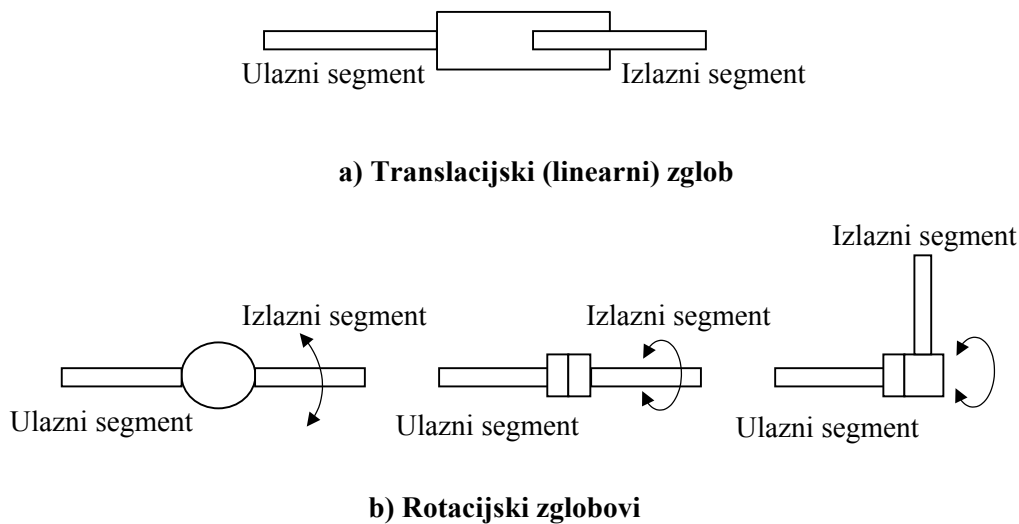 Ulazni segment
Izlazni segment
a) Translacijski (linearni) zglob
Izlazni segment
Izlazni segment
Izlazni segment
Ulazni segment
Ulazni segment
Ulazni segment
b) Rotacijski zglobovi